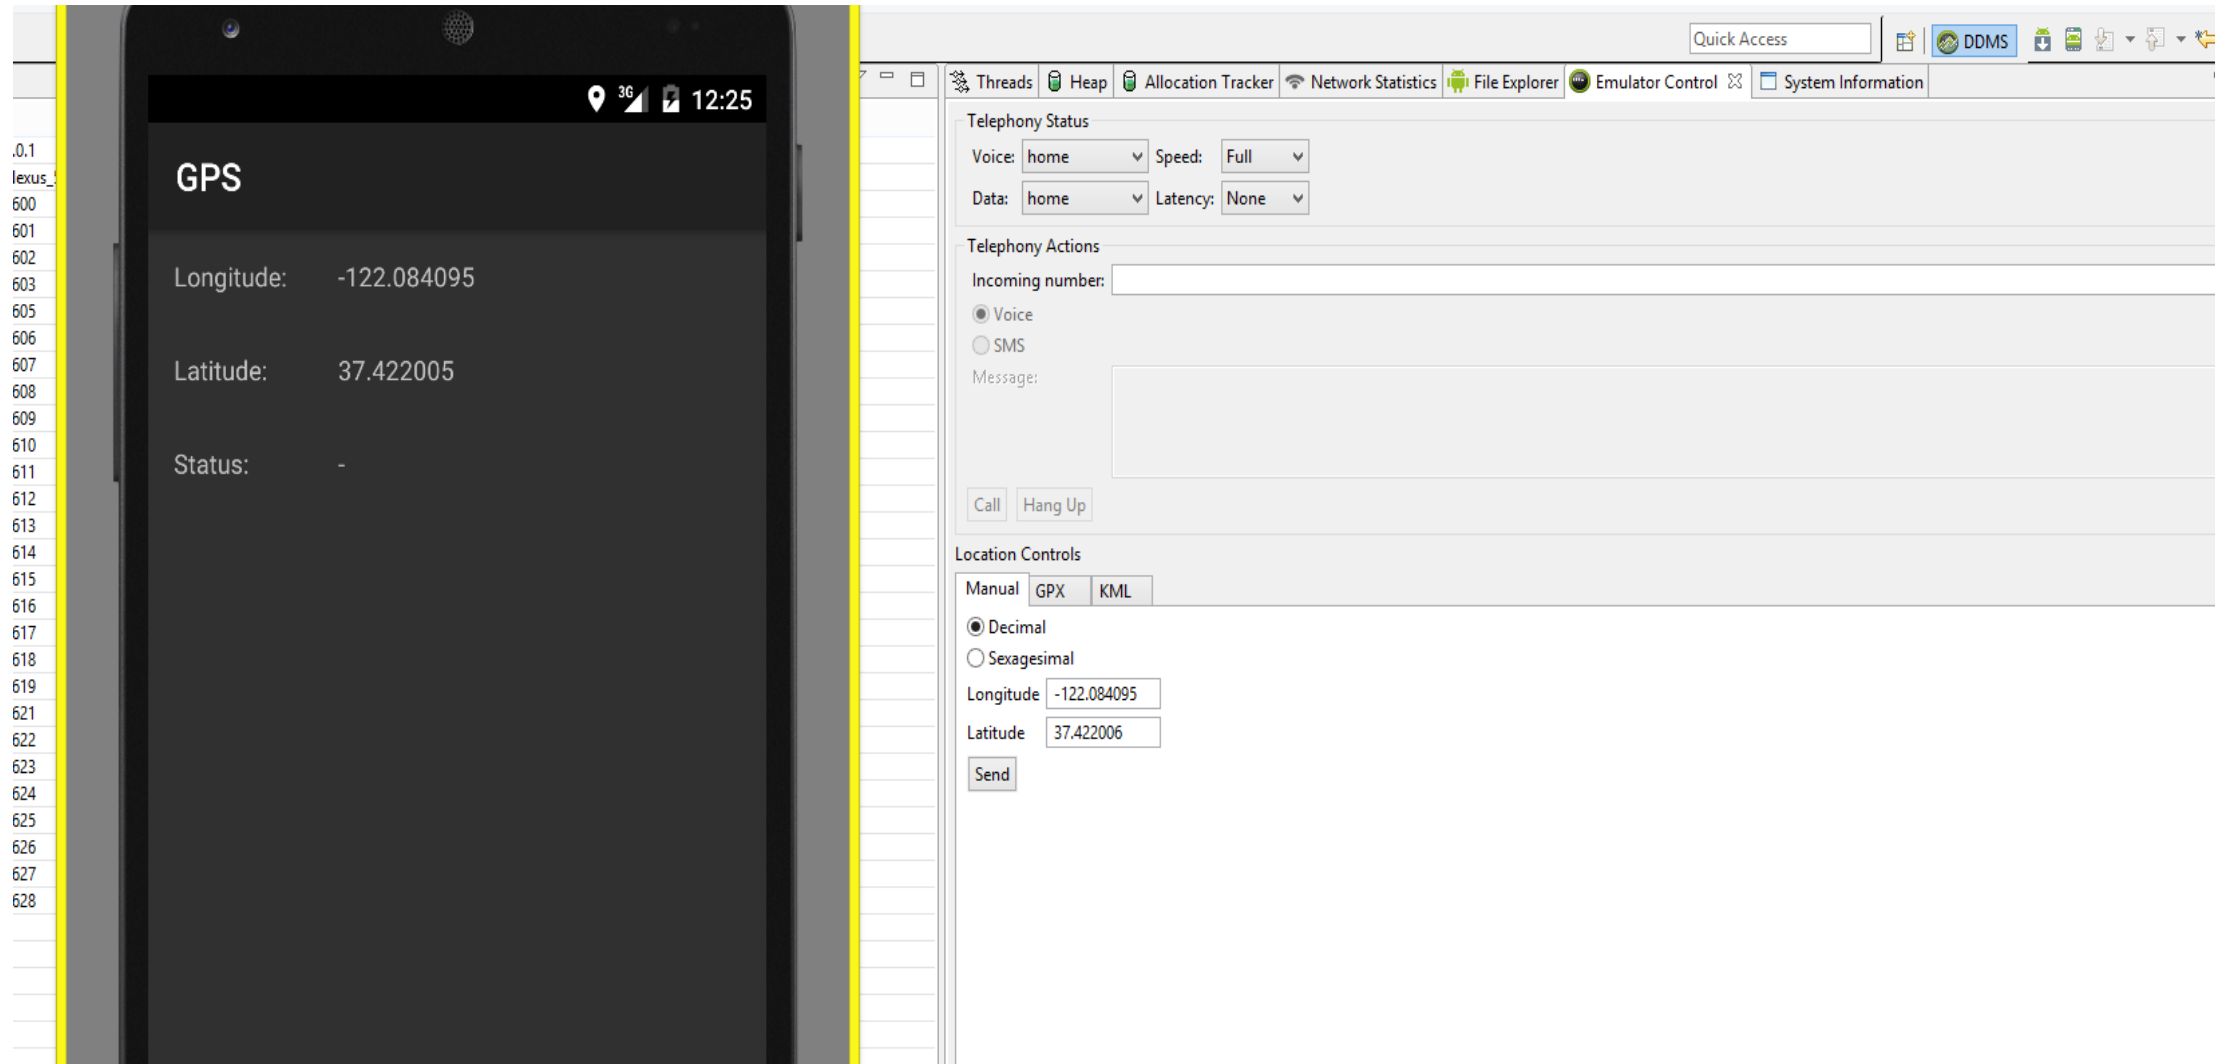 Quick Access
DDMS
Threads Heap Allocation Tracker Network Statistics File Explorer Emulator Control System Information
3G 12:25
GPS
Longitude: -122.084095
Latitude: 37.422005
Status: -
.0.1
600
601
602
603
605
606
607
608
609
610
611
612
613
614
615
616
617
618
619
621
622
623
624
625
626
627
628
Telephony Status
Voice: home Speed: Full
Data: home Latency: None
Telephony Actions
Incoming number:
Voice
SMS
Message:
Call Hang Up
Location Controls
Manual GPX KML
Decimal
Sexagesimal
Longitude -122.084095
Latitude 37.422006
Send